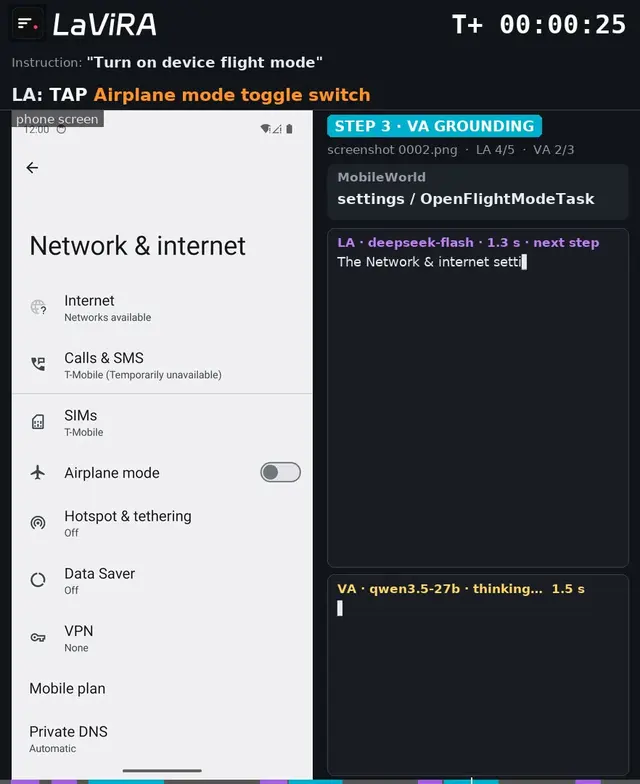 LaViRA
T+ 00:00:25
Instruction: "Turn on device flight mode"
LA: TAP Airplane mode toggle switch
phone screen
12:00
Network & internet
Internet
Networks available
Calls & SMS
T-Mobile (Temporarily unavailable)
SIMs
T-Mobile
Airplane mode
Hotspot & tethering
Off
Data Saver
Off
VPN
None
Mobile plan
Private DNS
Automatic
STEP 3 · VA GROUNDING
screenshot 0002.png · LA 4/5 · VA 2/3
MobileWorld
settings / OpenFlightModeTask
LA · deepseek-flash · 1.3 s · next step
The Network & internet setti
VA · qwen3.5-27b · thinking… 1.5 s